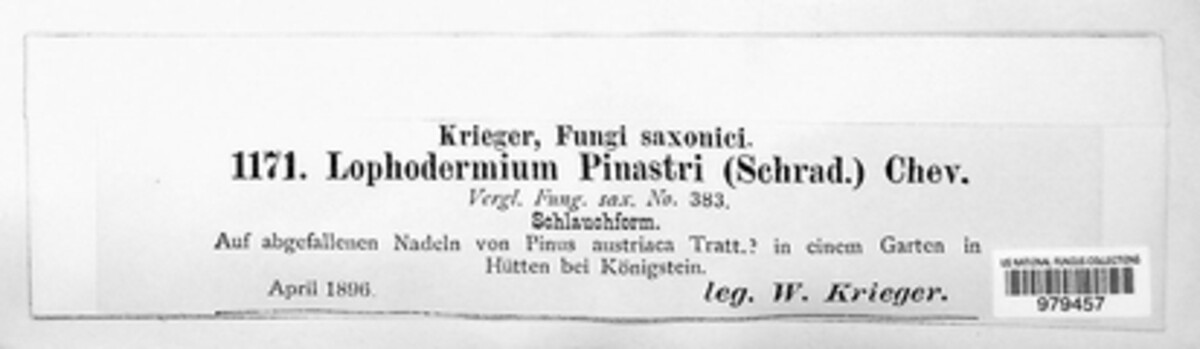 Krieger, Fungi saxonici.
1171. Lophodermium Pinastri (Schrad.) Chev.
Vergl. Fung. sax. No. 383.
Schlauchform.
Auf abgefallenen Nadeln von Pinus austriaca Tratt.? in einem Garten in
Hütten bei Königstein.
April 1896.
leg. W. Krieger.
US NATIONAL FUNGUS COLLECTIONS
979457